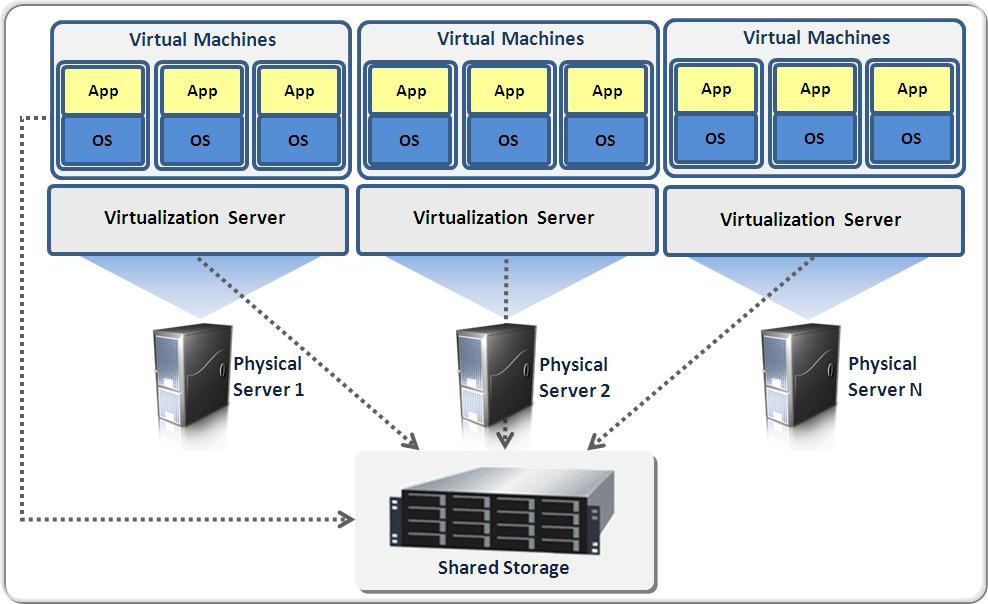 Virtual Machines
Virtual Machines
Virtual Machines
App App App
App App App
App App App
OS OS OS
OS OS OS
OS OS OS
Virtualization Server
Virtualization Server
Virtualization Server
Physical
Server 1
Physical
Server 2
Physical
Server N
Shared Storage